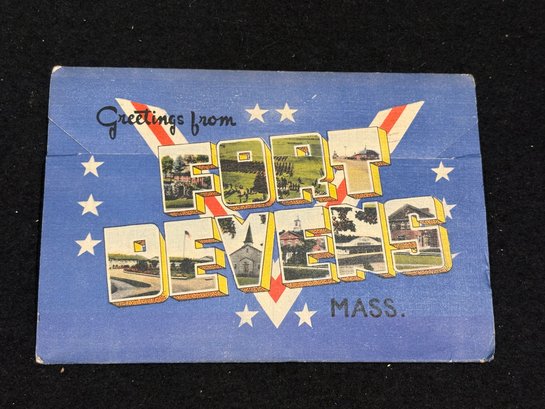 Greetings from
FORT
DEVENS
MASS.